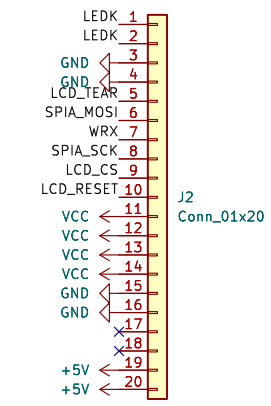 LEDK 1
LEDK 2
GND 3
GND 4
LCD_TEAR 5
SPIA_MOSI 6
WRX 7
SPIA_SCK 8
LCD_CS 9
LCD_RESET 10
J2
VCC 11
Conn_01x20
VCC 12
VCC 13
VCC 14
GND 15
GND 16
17
18
+5V 19
+5V 20